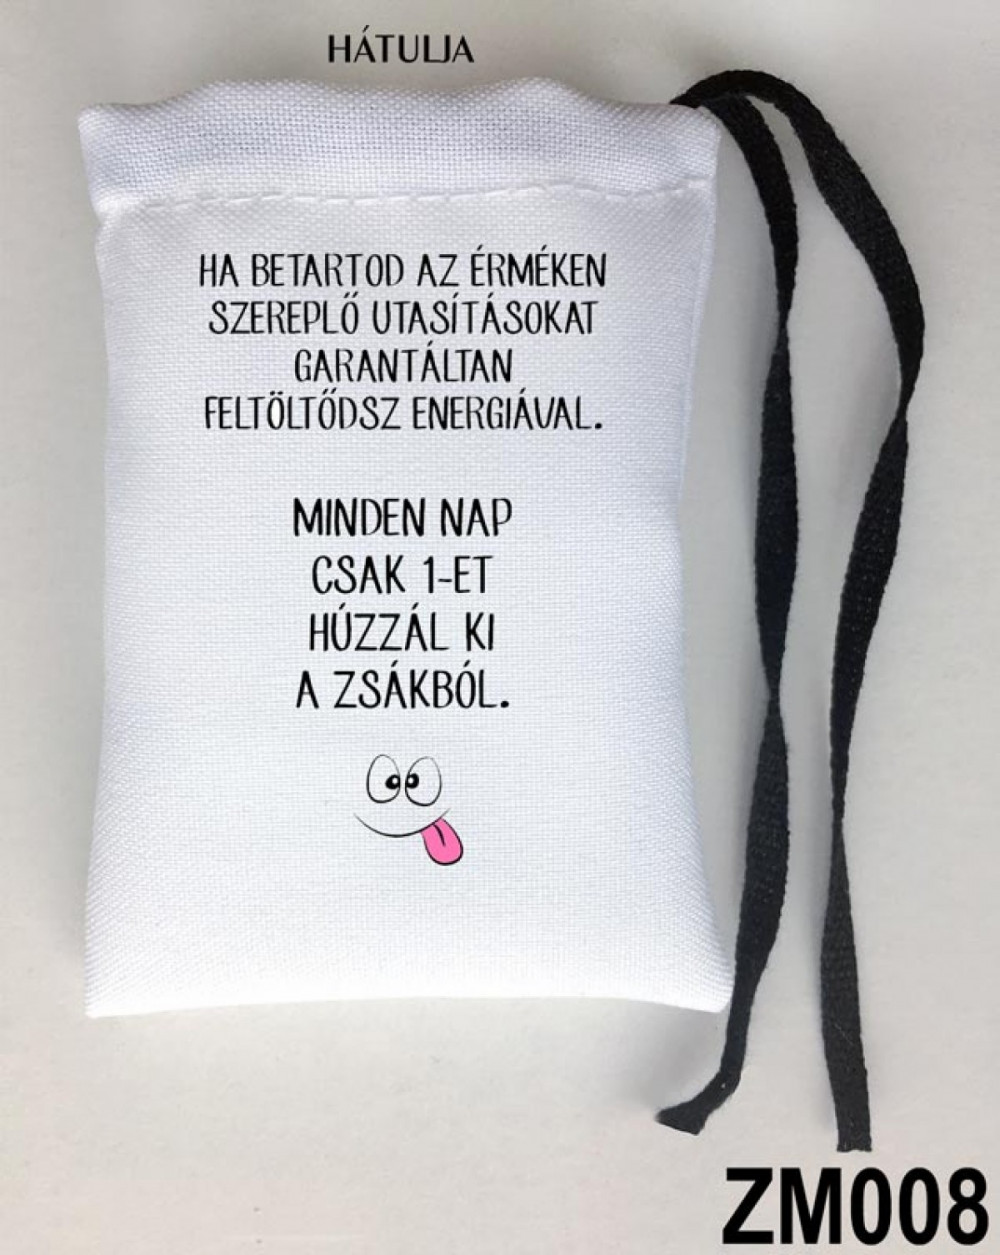 HÁTULJA
HA BETARTOD AZ ÉRMÉKEN
SZEREPLŐ UTASÍTÁSOKAT
GARANTÁLTAN
FELTÖLTŐDSZ ENERGIÁVAL.
MINDEN NAP
CSAK 1-ET
HÚZZÁL KI
A ZSÁKBÓL.
ZM008